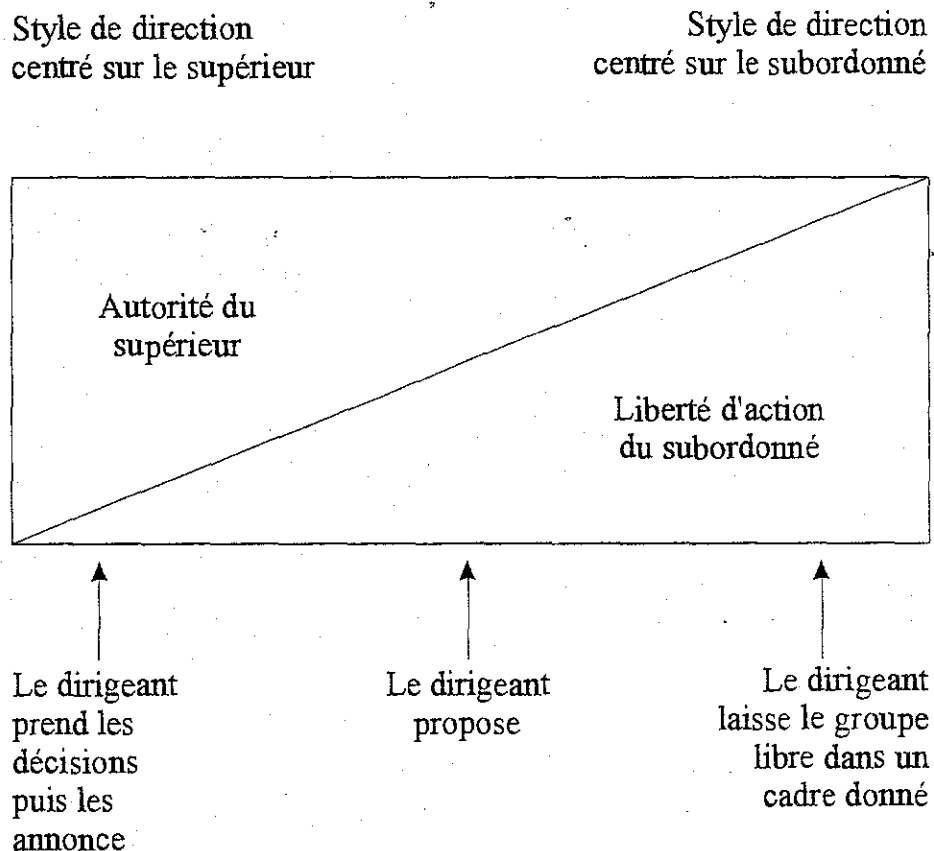 Style de direction
centré sur le supérieur
Style de direction
centré sur le subordonné
Autorité du
supérieur
Liberté d'action
du subordonné
Le dirigeant
prend les
décisions
puis les
annonce
Le dirigeant
propose
Le dirigeant
laisse le groupe
libre dans un
cadre donné